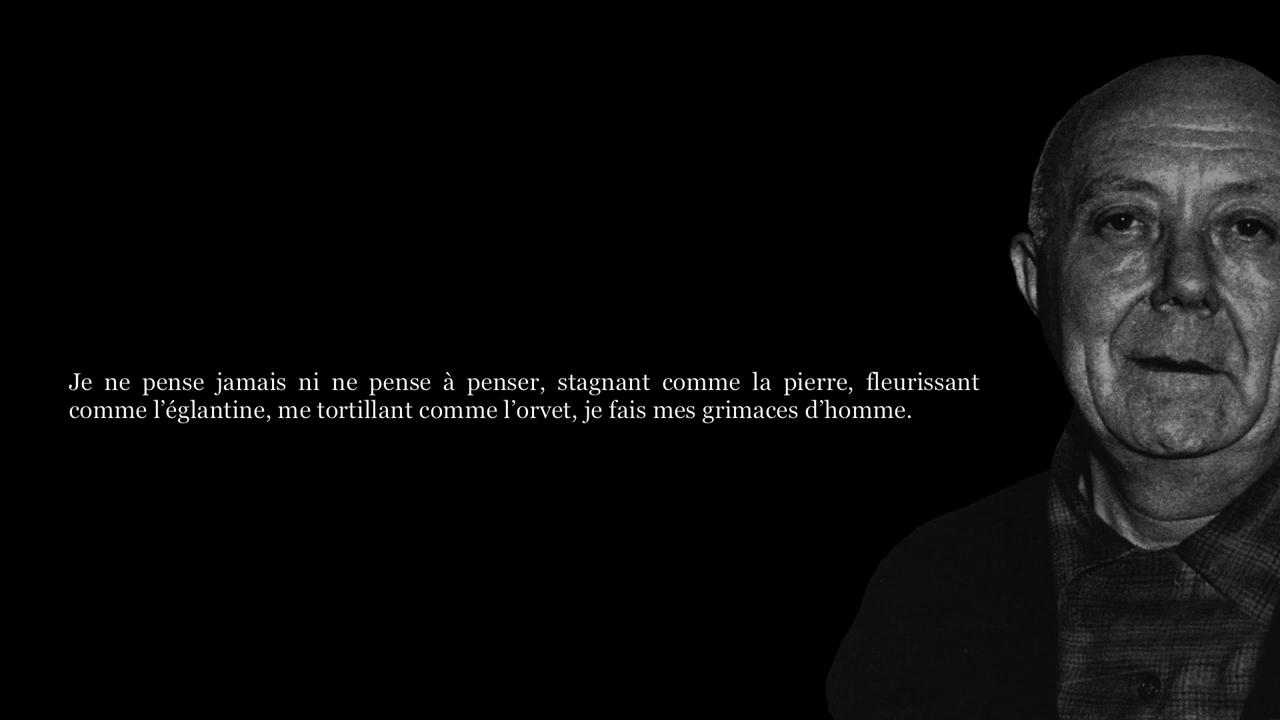 Je ne pense jamais ni ne pense à penser, stagnant comme la pierre, fleurissant
comme l’églantine, me tortillant comme l’orvet, je fais mes grimaces d’homme.